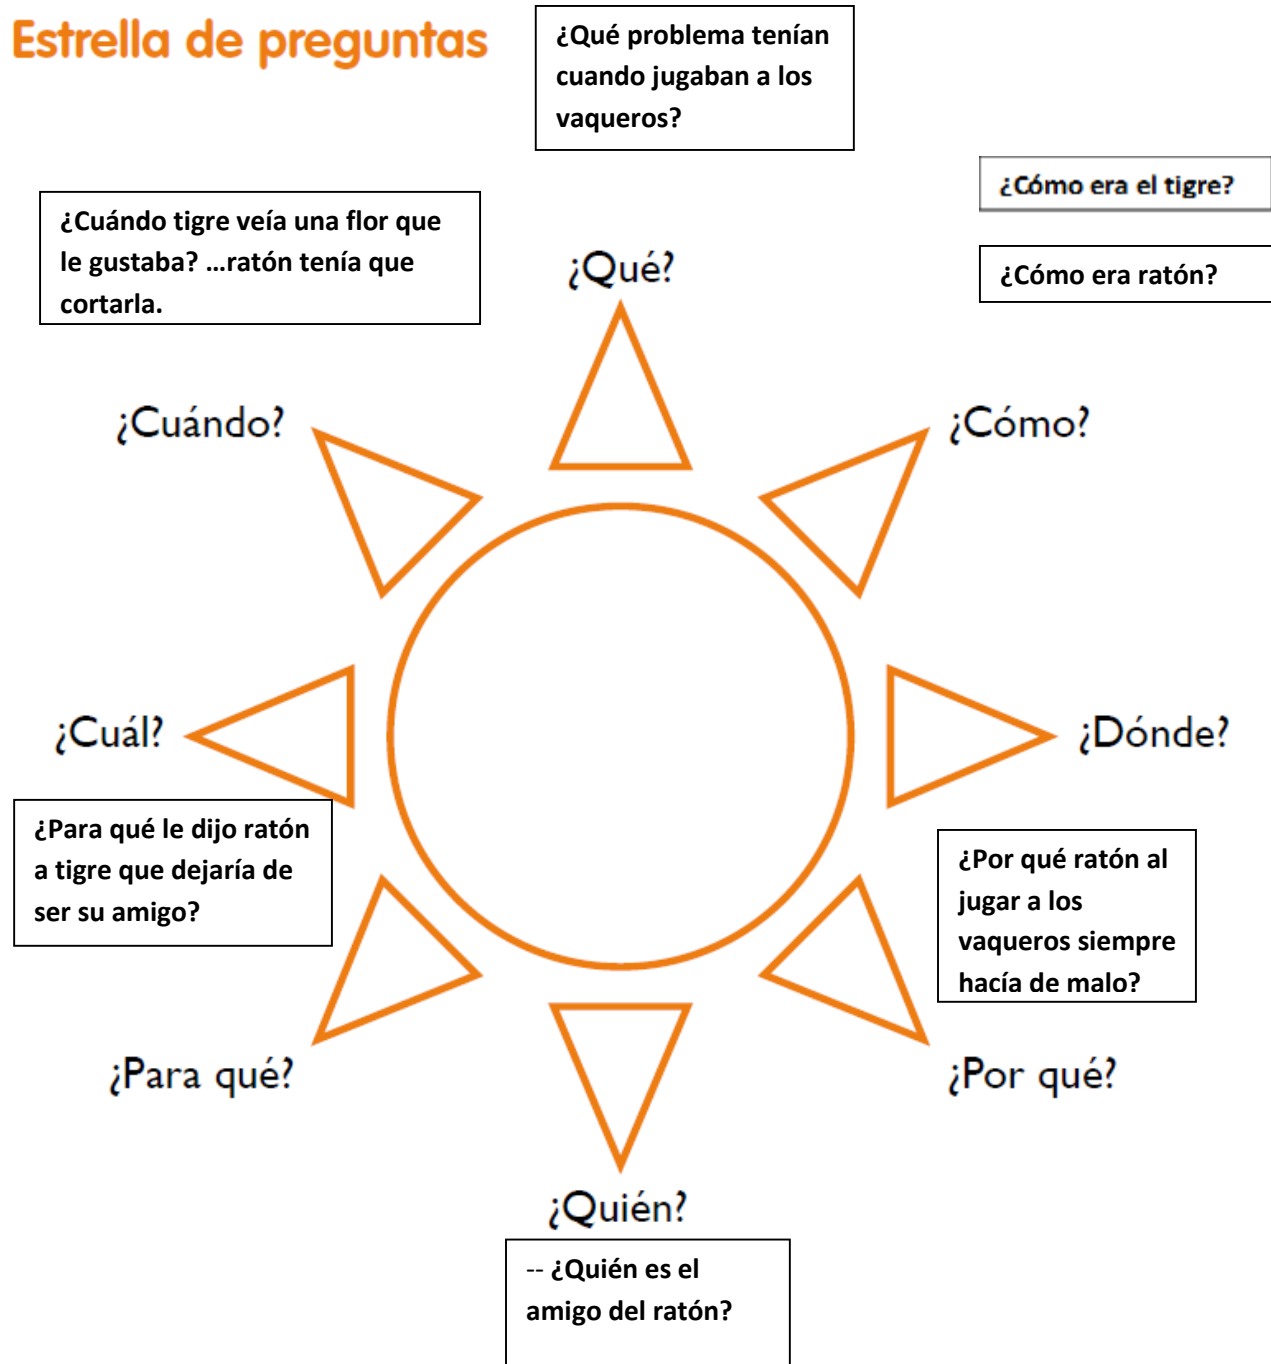 Estrella de preguntas
¿Qué problema tenían
cuando jugaban a los
vaqueros?
¿Cómo era el tigre?
¿Cuándo tigre veía una flor que
le gustaba? ...ratón tenía que
cortarla.
¿Qué?
¿Cómo era ratón?
¿Cuándo?
¿Cómo?
¿Cuál?
¿Dónde?
¿Para qué le dijo ratón
a tigre que dejaría de
ser su amigo?
¿Por qué ratón al
jugar a los
vaqueros siempre
hacía de malo?
¿Para qué?
¿Por qué?
¿Quién?
-- ¿Quién es el
amigo del ratón?